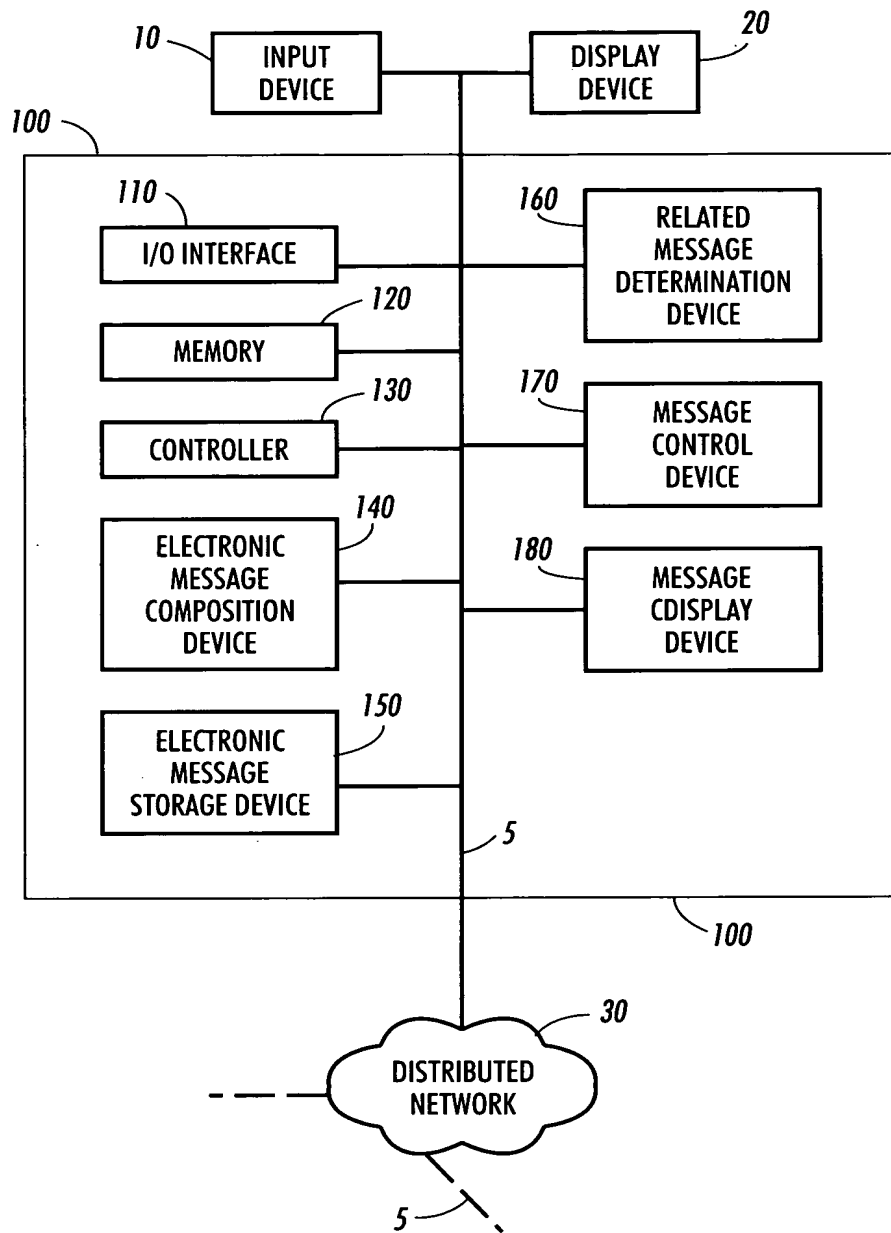 10
INPUT
DEVICE
DISPLAY
DEVICE
20
100
110
I/O INTERFACE
120
MEMORY
130
CONTROLLER
140
ELECTRONIC
MESSAGE
COMPOSITION
DEVICE
150
ELECTRONIC
MESSAGE
STORAGE DEVICE
160
RELATED
MESSAGE
DETERMINATION
DEVICE
170
MESSAGE
CONTROL
DEVICE
180
MESSAGE
CDISPLAY
DEVICE
5
100
30
DISTRIBUTED
NETWORK
5